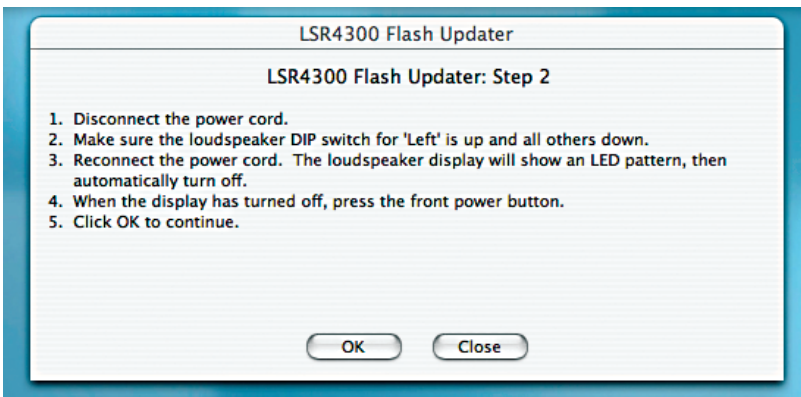 LSR4300 Flash Updater
LSR4300 Flash Updater: Step 2
1. Disconnect the power cord.
2. Make sure the loudspeaker DIP switch for 'Left' is up and all others down.
3. Reconnect the power cord. The loudspeaker display will show an LED pattern, then
automatically turn off.
4. When the display has turned off, press the front power button.
5. Click OK to continue.
OK Close